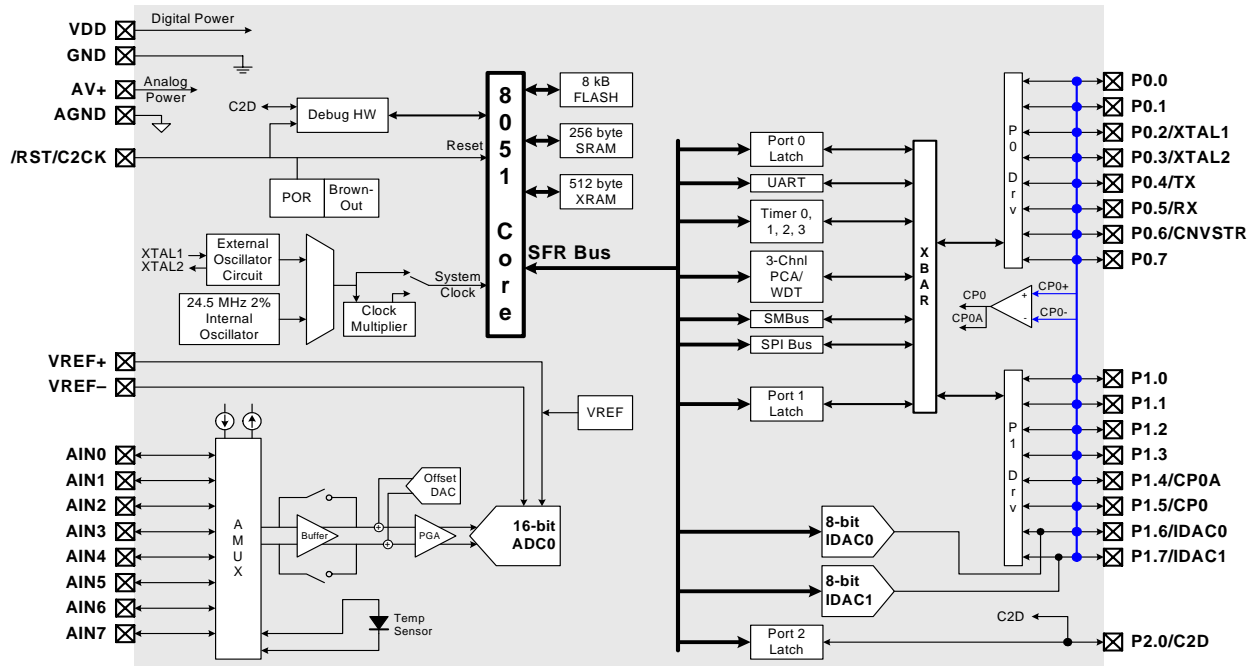 VDD
Digital Power
GND
AV+
Analog
Power
AGND
/RST/C2CK
C2D
Debug HW
Reset
POR
Brown-
Out
XTAL1
XTAL2
External
Oscillator
Circuit
24.5 MHz 2%
Internal
Oscillator
Clock
Multiplier
System
Clock
8
0
5
1
C
o
r
e
8 kB
FLASH
256 byte
SRAM
512 byte
XRAM
SFR Bus
VREF+
VREF–
VREF
AIN0
AIN1
AIN2
AIN3
AIN4
AIN5
AIN6
AIN7
A
M
U
X
Buffer
Offset
DAC
PGA
16-bit
ADC0
Temp
Sensor
Port 0
Latch
UART
Timer 0,
1, 2, 3
3-Chnl
PCA/
WDT
SMBus
SPI Bus
Port 1
Latch
X
B
A
R
8-bit
IDAC0
8-bit
IDAC1
Port 2
Latch
C2D
P
0
D
r
v
CP0
CP0A
+
-
CP0+
CP0-
P
1
D
r
v
P0.0
P0.1
P0.2/XTAL1
P0.3/XTAL2
P0.4/TX
P0.5/RX
P0.6/CNVSTR
P0.7
P1.0
P1.1
P1.2
P1.3
P1.4/CP0A
P1.5/CP0
P1.6/IDAC0
P1.7/IDAC1
P2.0/C2D